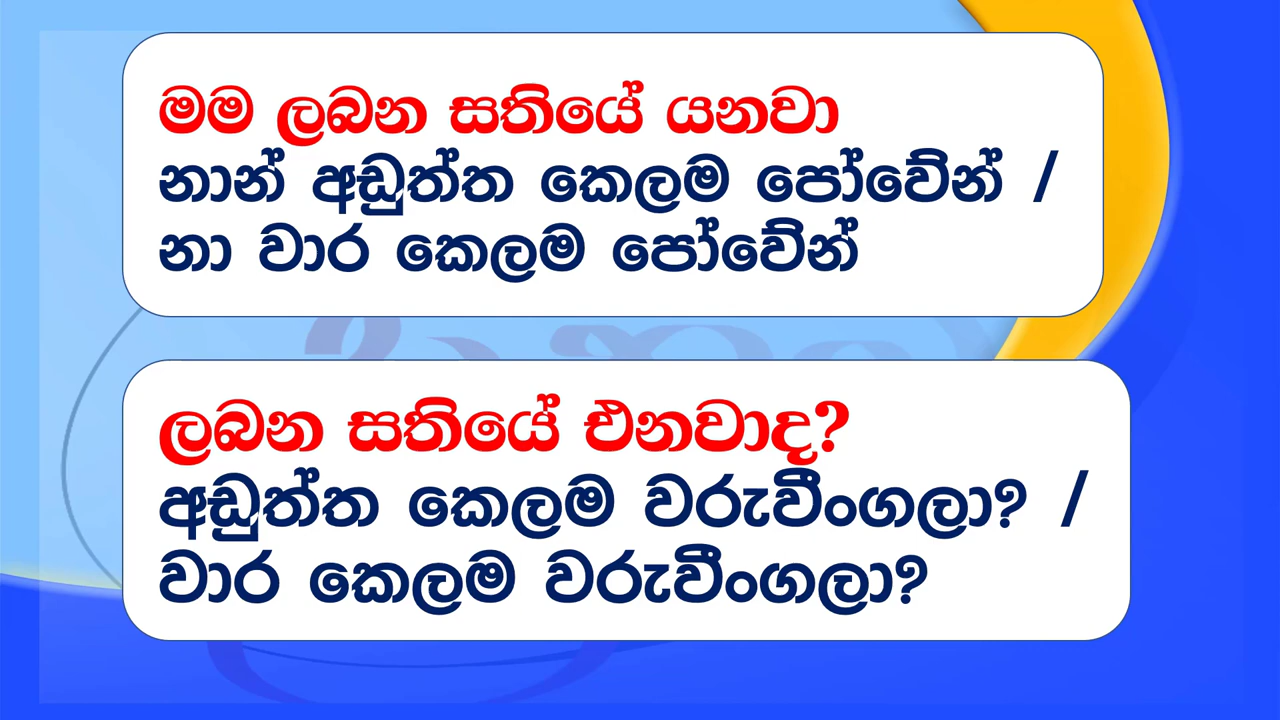 මම ලබන සතියේ යනවා
නාන් අඩුත්ත කෙලම පෝවේන් /
නා වාර කෙලම පෝවේන්
ලබන සතියේ එනවාද?
අඩුත්ත කෙලම වරුවීංගලා? /
වාර කෙලම වරුවීංගලා?